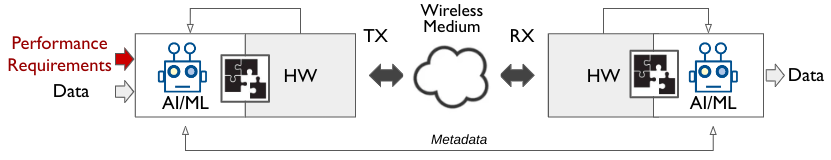 Performance
Requirements
Data
AI/ML
HW
TX
Wireless
Medium
RX
HW
AI/ML
Data
Metadata